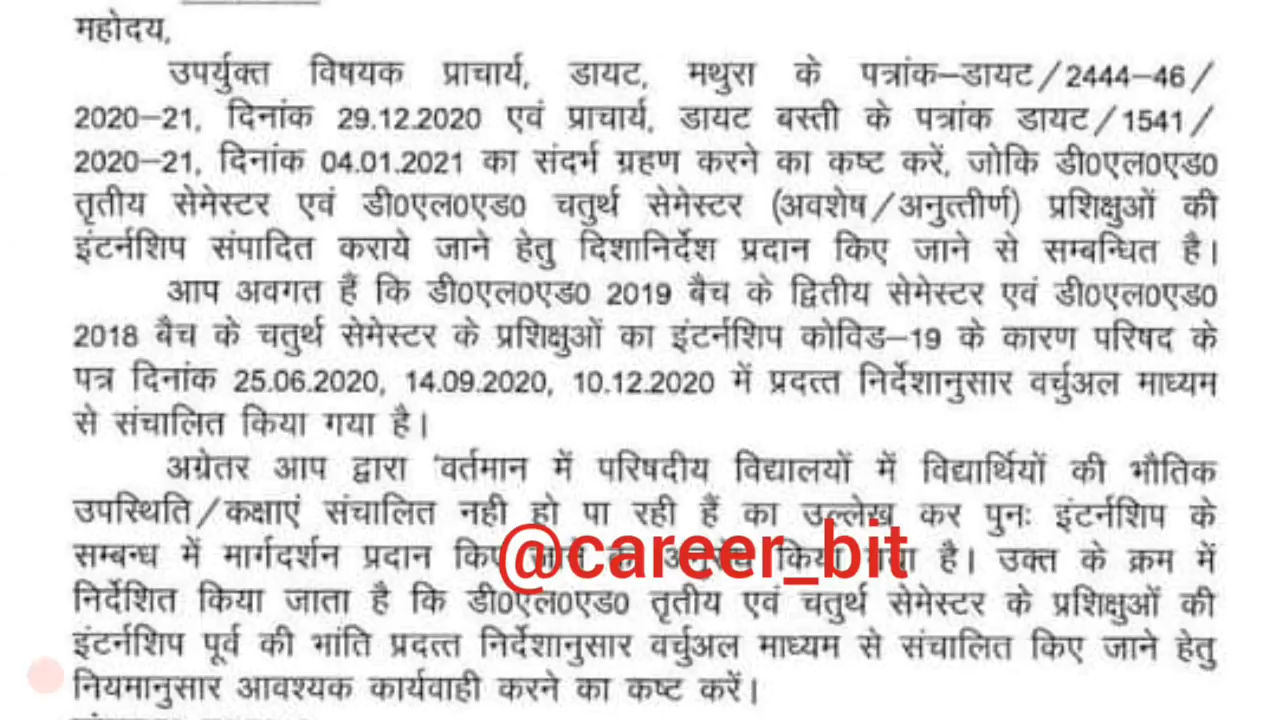 महोदय,
उपर्युक्त विषयक प्राचार्य, डायट, मथुरा के पत्रांक–डायट/2444–46/
2020–21, दिनांक 29.12.2020 एवं प्राचार्य, डायट बस्ती के पत्रांक डायट/1541/
2020–21, दिनांक 04.01.2021 का संदर्भ ग्रहण करने का कष्ट करें, जोकि डी0एल0एड0
तृतीय सेमेस्टर एवं डी0एल0एड0 चतुर्थ सेमेस्टर (अवशेष/अनुत्तीर्ण) प्रशिक्षुओं की
इंटर्नशिप संपादित कराये जाने हेतु दिशानिर्देश प्रदान किए जाने से सम्बन्धित है।
आप अवगत हैं कि डी0एल0एड0 2019 बैच के द्वितीय सेमेस्टर एवं डी0एल0एड0
2018 बैच के चतुर्थ सेमेस्टर के प्रशिक्षुओं का इंटर्नशिप कोविड–19 के कारण परिषद के
पत्र दिनांक 25.06.2020, 14.09.2020, 10.12.2020 में प्रदत्त निर्देशानुसार वर्चुअल माध्यम
से संचालित किया गया है।
अग्रेतर आप द्वारा 'वर्तमान में परिषदीय विद्यालयों में विद्यार्थियों की भौतिक
उपस्थिति/कक्षाएं संचालित नही हो पा रही हैं का उल्लेख कर पुनः इंटर्नशिप के
सम्बन्ध में मार्गदर्शन प्रदान किए है। उक्त के क्रम में
@career_bit
निर्देशित किया जाता है कि डी0एल0एड0 तृतीय एवं चतुर्थ सेमेस्टर के प्रशिक्षुओं की
इंटर्नशिप पूर्व की भांति प्रदत्त निर्देशानुसार वर्चुअल माध्यम से संचालित किए जाने हेतु
नियमानुसार आवश्यक कार्यवाही करने का कष्ट करें।